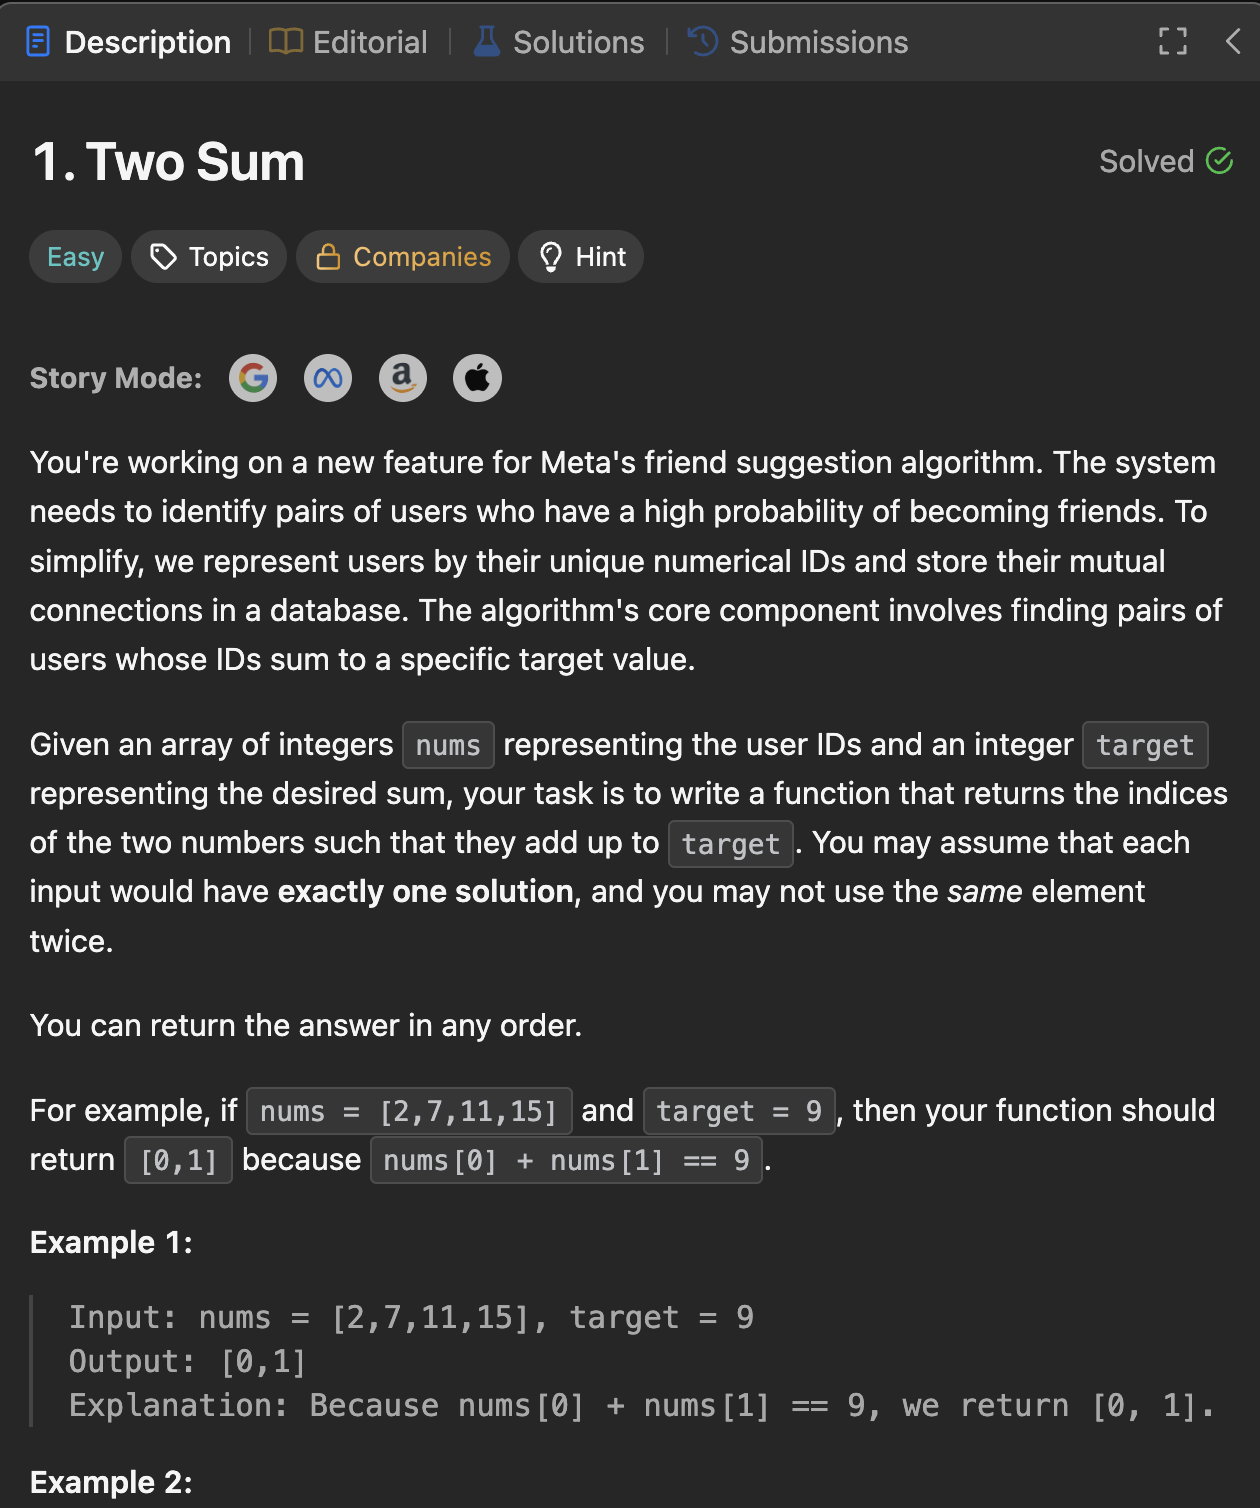 Description
Editorial
Solutions
Submissions
1. Two Sum
Solved
Easy
Topics
Companies
Hint
Story Mode:
You're working on a new feature for Meta's friend suggestion algorithm. The system
needs to identify pairs of users who have a high probability of becoming friends. To
simplify, we represent users by their unique numerical IDs and store their mutual
connections in a database. The algorithm's core component involves finding pairs of
users whose IDs sum to a specific target value.
Given an array of integers nums representing the user IDs and an integer target
representing the desired sum, your task is to write a function that returns the indices
of the two numbers such that they add up to target. You may assume that each
input would have exactly one solution, and you may not use the same element
twice.
You can return the answer in any order.
For example, if nums = [2,7,11,15] and target = 9, then your function should
return [0,1] because nums[0] + nums[1] == 9.
Example 1:
Input: nums = [2,7,11,15], target = 9
Output: [0,1]
Explanation: Because nums[0] + nums[1] == 9, we return [0, 1].
Example 2: